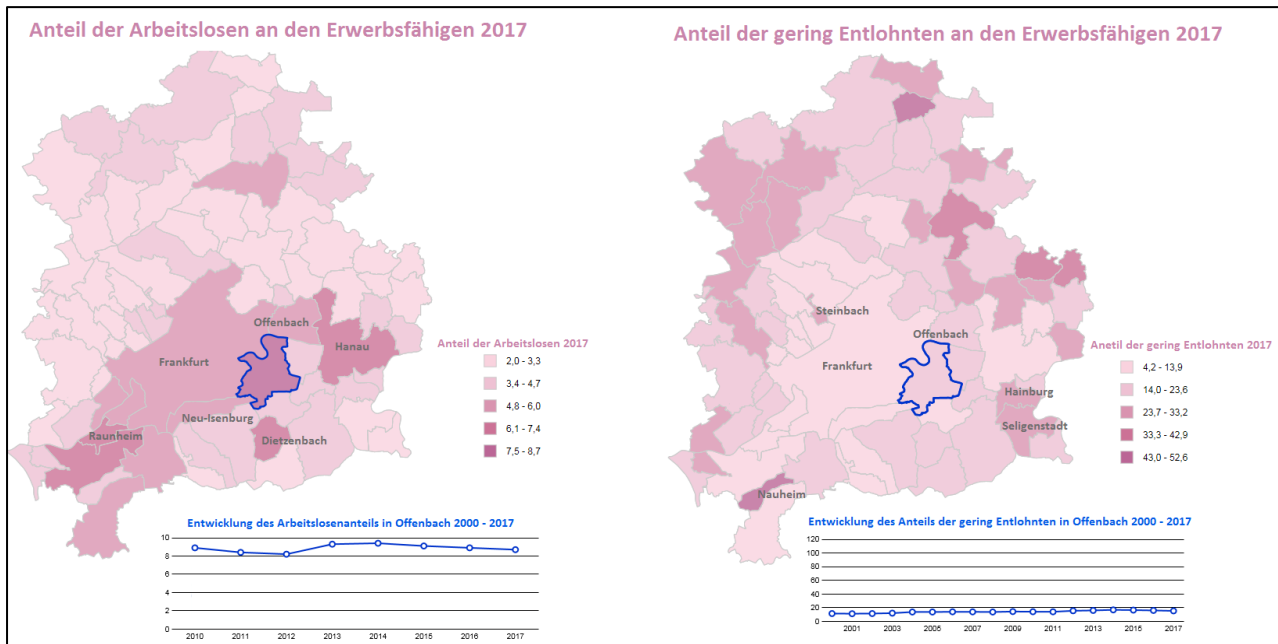 Anteil der Arbeitslosen an den Erwerbsfähigen 2017
Offenbach
Frankfurt
Hanau
Neu-Isenburg
Raunheim
Dietzenbach
Anteil der Arbeitslosen 2017
2,0 - 3,3
3,4 - 4,7
4,8 - 6,0
6,1 - 7,4
7,5 - 8,7
Entwicklung des Arbeitslosenanteils in Offenbach 2000 - 2017
10
8
6
4
2
0
2010 2011 2012 2013 2014 2015 2016 2017
Anteil der gering Entlohnten an den Erwerbsfähigen 2017
Steinbach
Offenbach
Frankfurt
Hainburg
Seligenstadt
Nauheim
Anetil der gering Entlohnten 2017
4,2 - 13,9
14,0 - 23,6
23,7 - 33,2
33,3 - 42,9
43,0 - 52,6
Entwicklung des Anteils der gering Entlohnten in Offenbach 2000 - 2017
120
100
80
60
40
20
0
2001 2003 2005 2007 2009 2011 2013 2015 2017